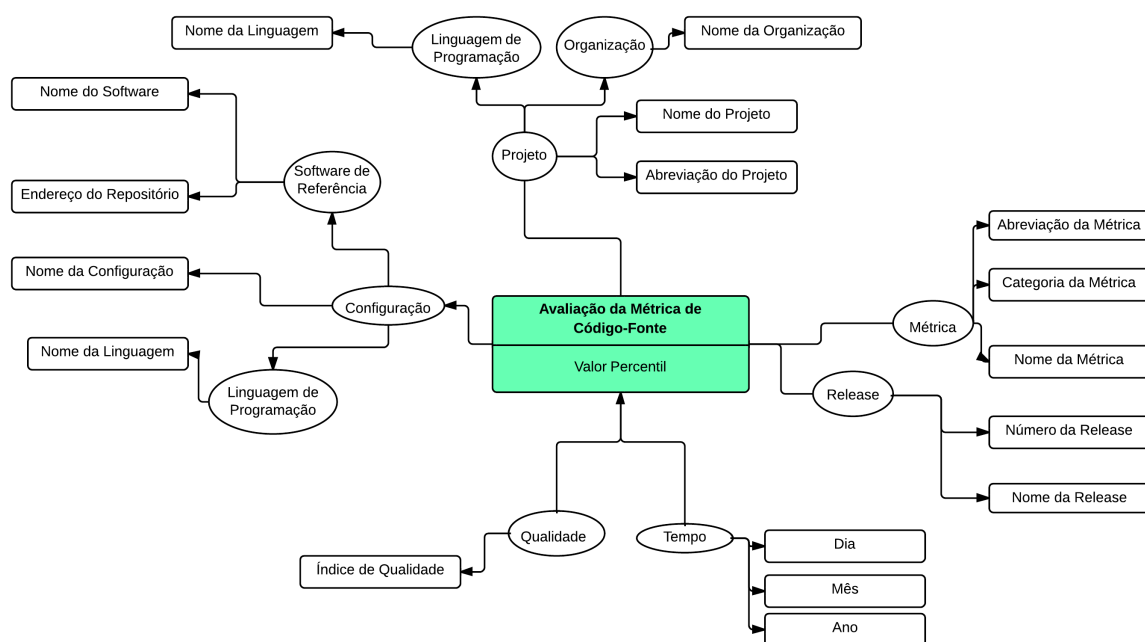 Nome da Linguagem
Linguagem de
Programação
Organização
Nome da Organização
Nome do Software
Nome do Projeto
Projeto
Abreviação do Projeto
Software de
Referência
Endereço do Repositório
Abreviação da Métrica
Nome da Configuração
Categoria da Métrica
Configuração
Avaliação da Métrica de
Código-Fonte
Métrica
Nome da Linguagem
Valor Percentil
Nome da Métrica
Linguagem de
Programação
Release
Número da Release
Nome da Release
Qualidade
Tempo
Dia
Índice de Qualidade
Mês
Ano